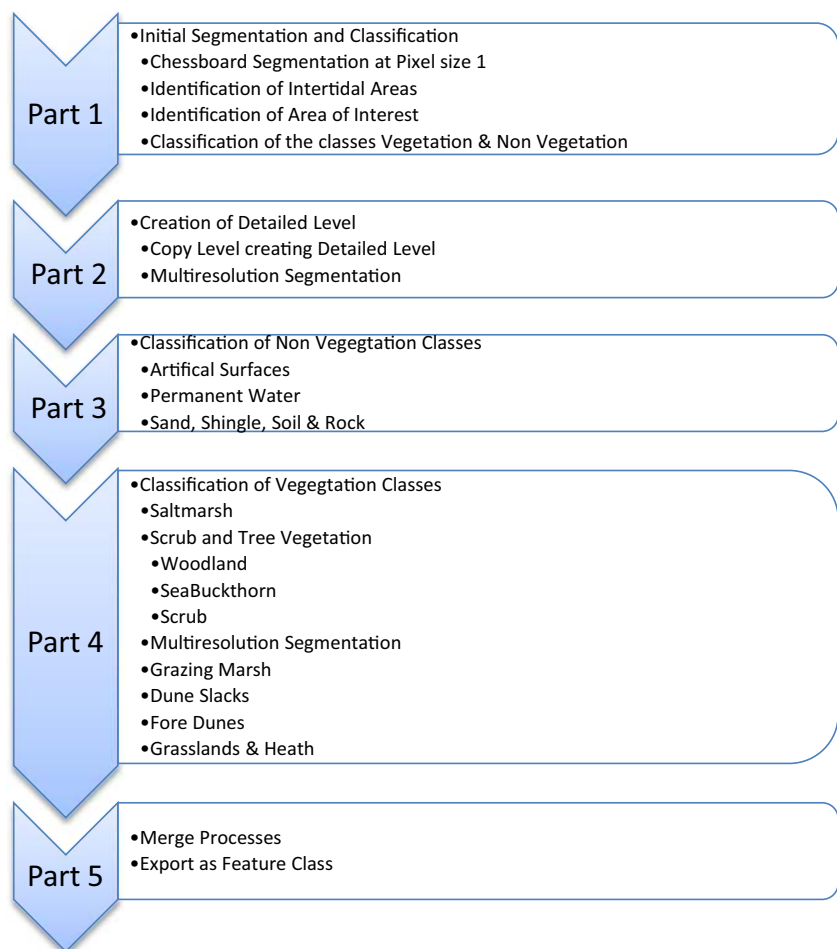 Part 1
•Initial Segmentation and Classification
•Chessboard Segmentation at Pixel size 1
•Identification of Intertidal Areas
•Identification of Area of Interest
•Classification of the classes Vegetation & Non Vegetation
Part 2
•Creation of Detailed Level
•Copy Level creating Detailed Level
•Multiresolution Segmentation
Part 3
•Classification of Non Vegegtation Classes
•Artifical Surfaces
•Permanent Water
•Sand, Shingle, Soil & Rock
Part 4
•Classification of Vegegtation Classes
•Saltmarsh
•Scrub and Tree Vegetation
•Woodland
•SeaBuckthorn
•Scrub
•Multiresolution Segmentation
•Grazing Marsh
•Dune Slacks
•Fore Dunes
•Grasslands & Heath
Part 5
•Merge Processes
•Export as Feature Class